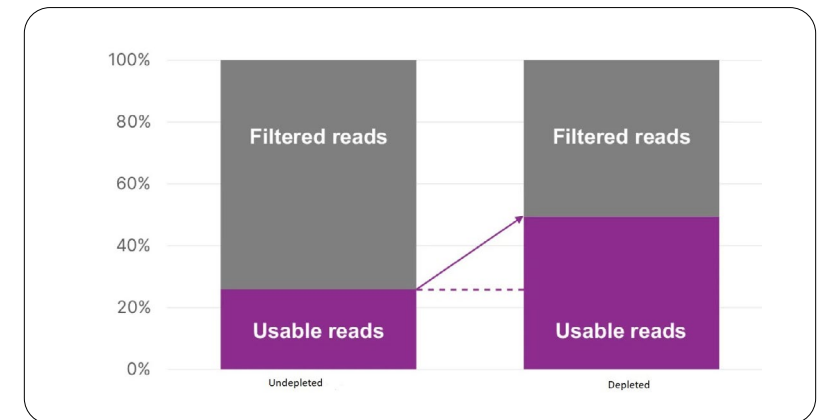 100%
80%
60%
40%
20%
0%
Filtered reads
Usable reads
Filtered reads
Usable reads
Undepleted
Depleted